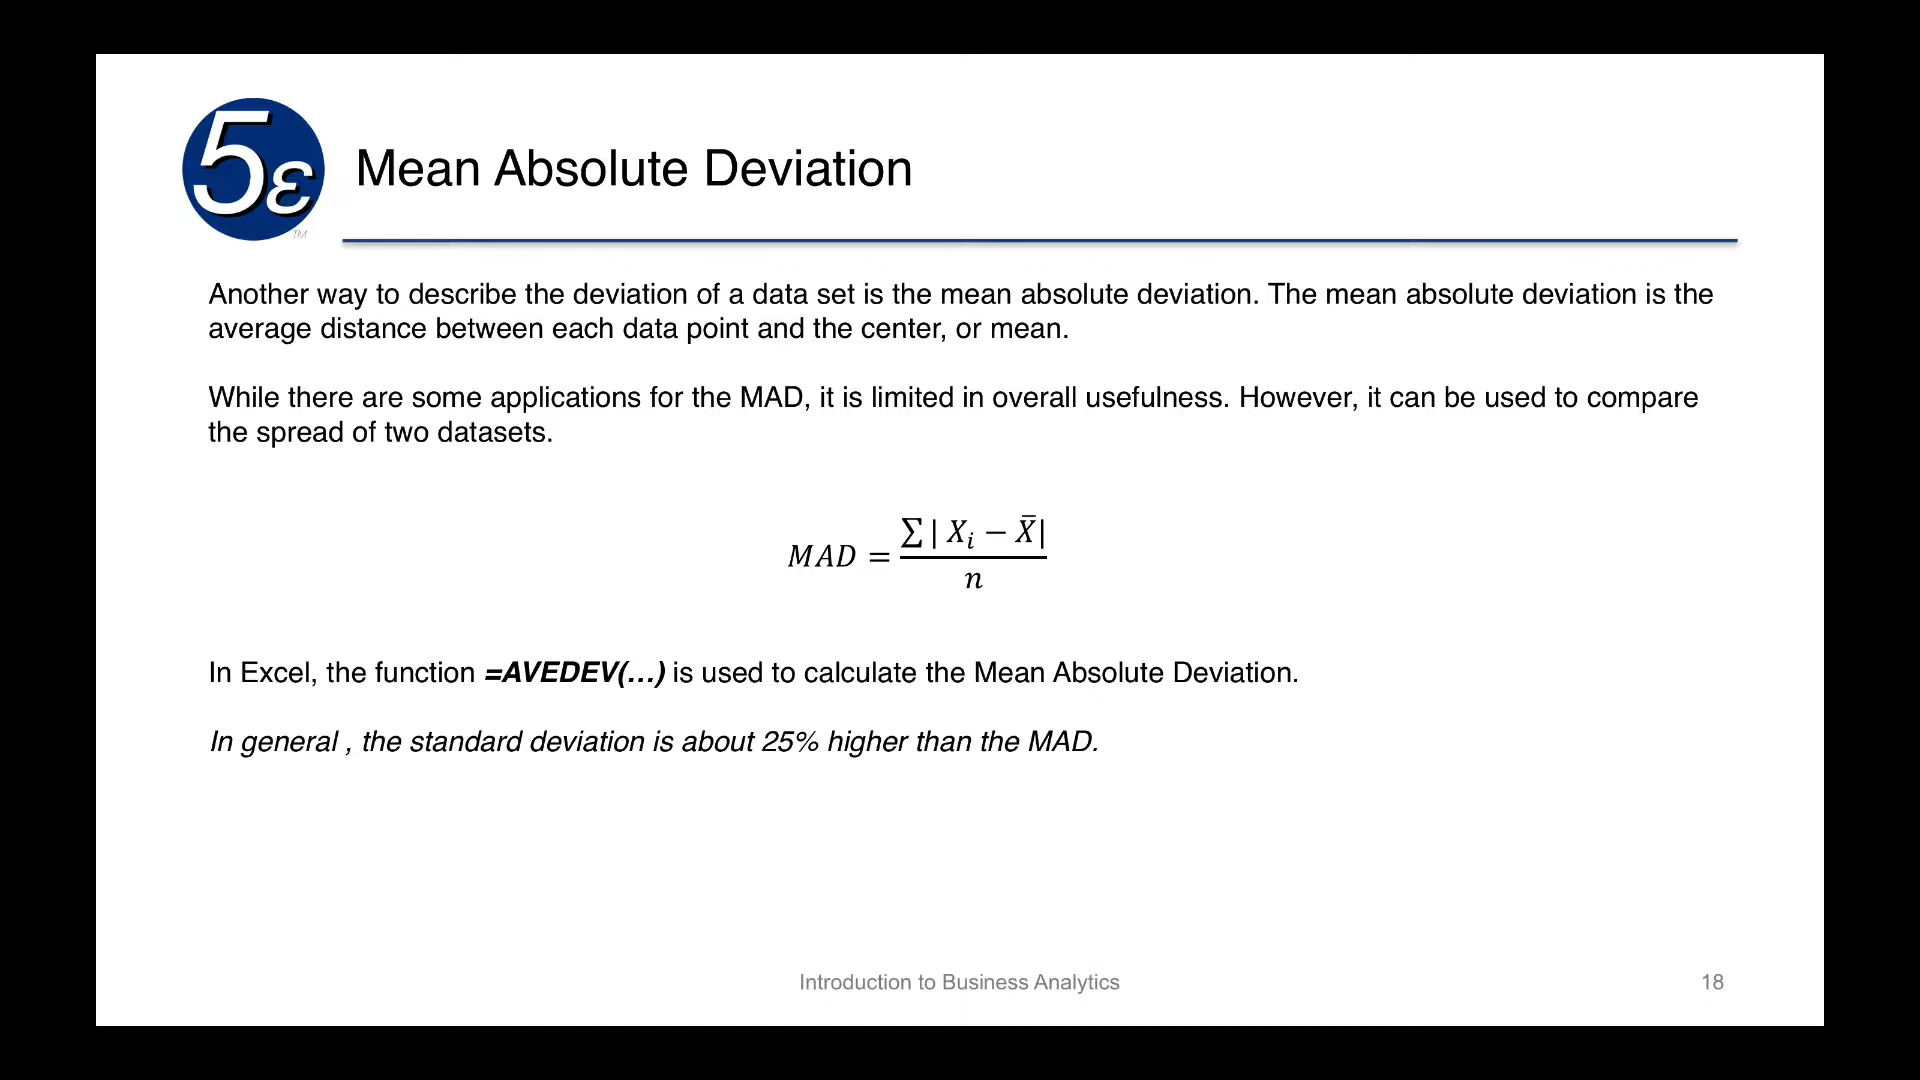 5ε
TM
Mean Absolute Deviation
Another way to describe the deviation of a data set is the mean absolute deviation. The mean absolute deviation is the
average distance between each data point and the center, or mean.
While there are some applications for the MAD, it is limited in overall usefulness. However, it can be used to compare
the spread of two datasets.
MAD = ∑ | Xᵢ − X̄| / n
In Excel, the function =AVEDEV(…) is used to calculate the Mean Absolute Deviation.
In general , the standard deviation is about 25% higher than the MAD.
Introduction to Business Analytics
18